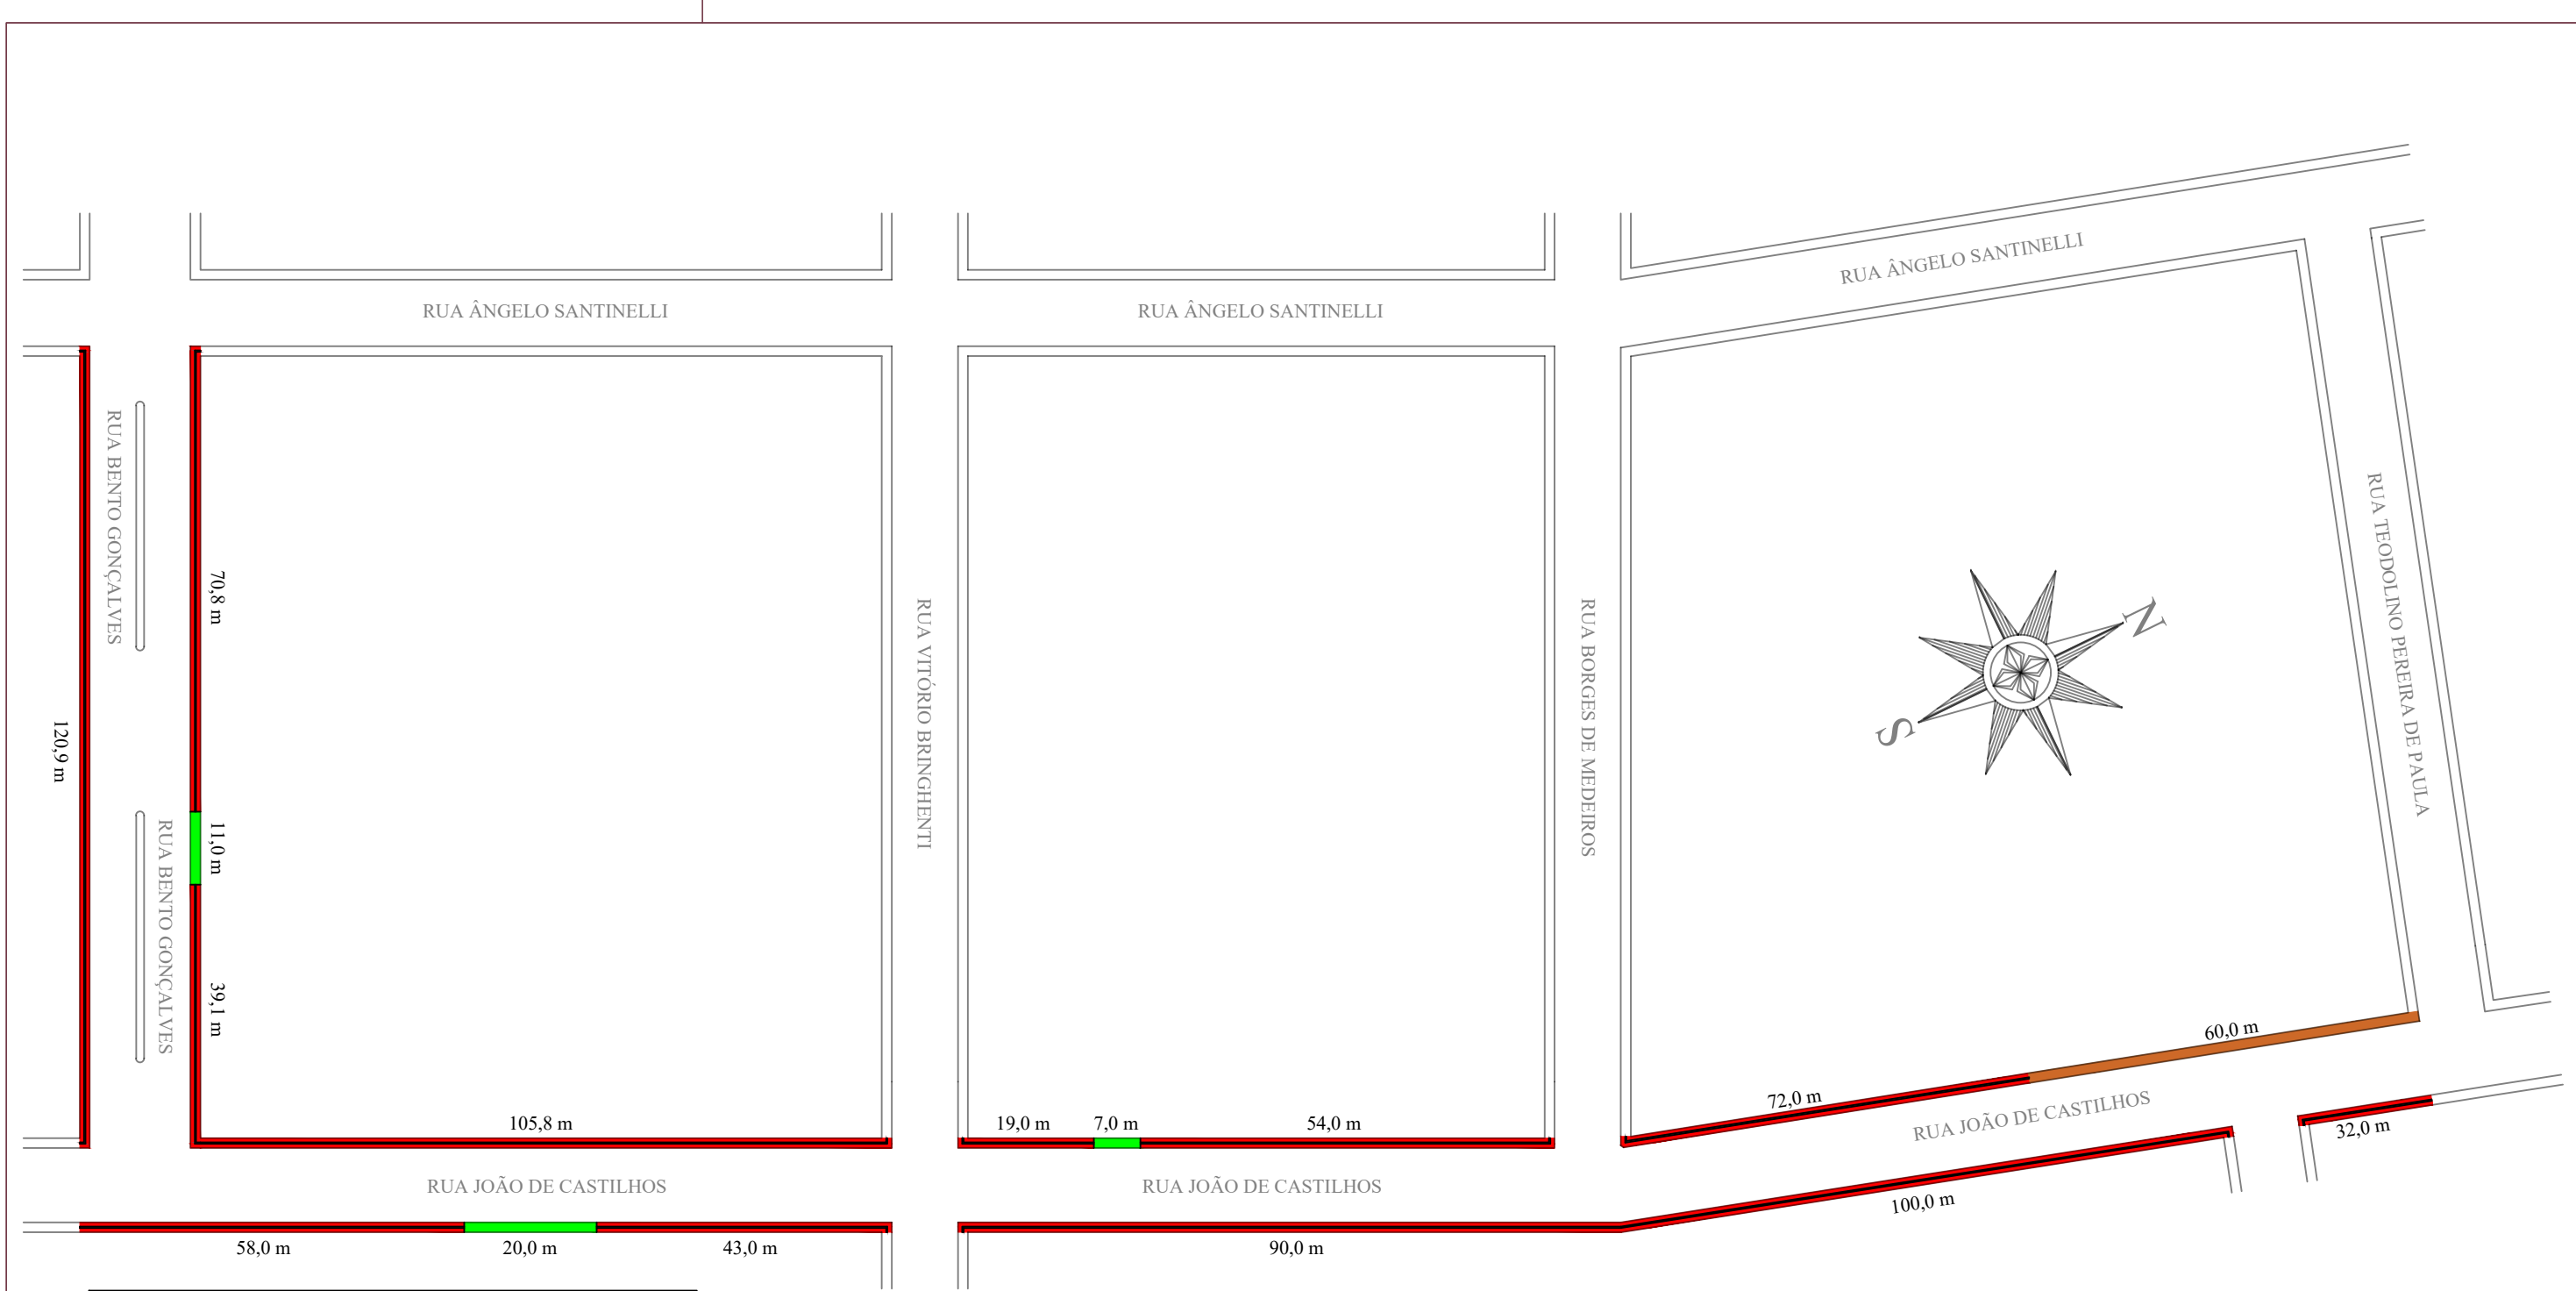 RUA ÂNGELO SANTINELLI
RUA ÂNGELO SANTINELLI
RUA ÂNGELO SANTINELLI
RUA BENTO GONÇALVES
70,8 m
RUA VITÓRIO BRINGHENTI
RUA BORGES DE MEDEIROS
N
S
RUA TEODOLINO PEREIRA DE PAULA
120,9 m
11,0 m
RUA BENTO GONÇALVES
39,1 m
60,0 m
72,0 m
105,8 m
19,0 m
7,0 m
54,0 m
RUA JOÃO DE CASTILHOS
32,0 m
RUA JOÃO DE CASTILHOS
RUA JOÃO DE CASTILHOS
100,0 m
58,0 m
20,0 m
43,0 m
90,0 m